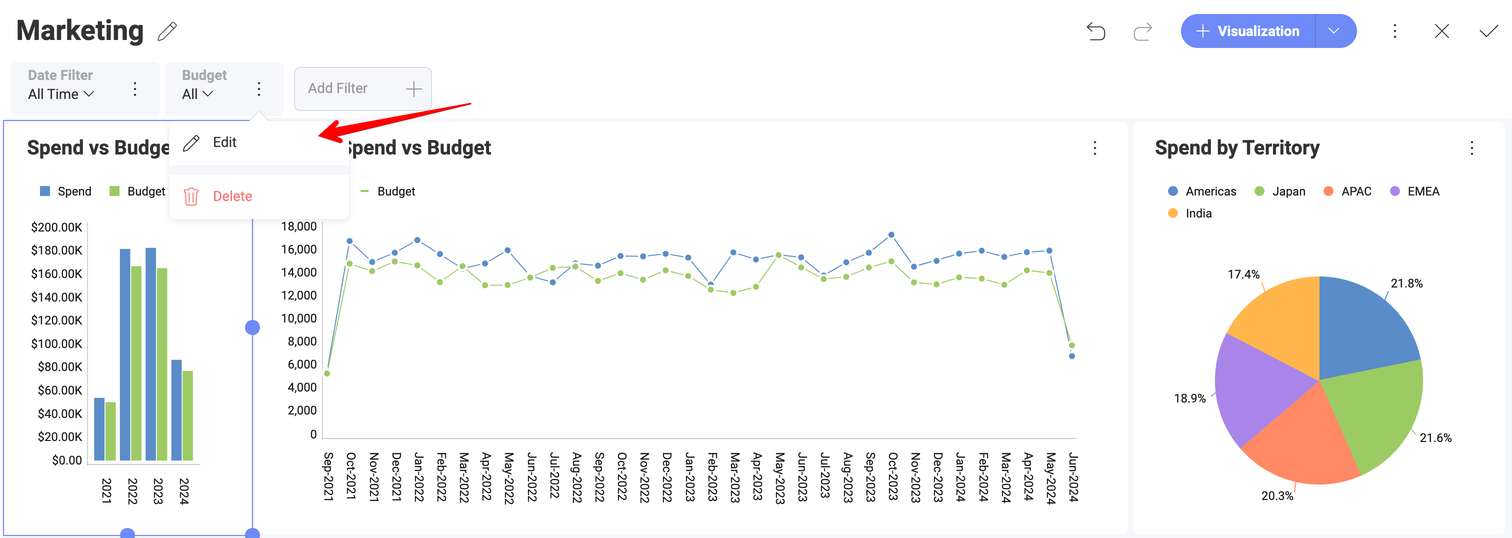 Marketing
Visualization
Date Filter
All Time
Budget
All
Add Filter
Edit
Delete
Spend vs Budge
Spend
Budget
$200.00K
$180.00K
$160.00K
$140.00K
$120.00K
$100.00K
$80.00K
$60.00K
$40.00K
$20.00K
$0.00
2021
2022
2023
2024
Spend vs Budget
Budget
18,000
16,000
14,000
12,000
10,000
8,000
6,000
4,000
2,000
0
Sep-2021
Oct-2021
Nov-2021
Dec-2021
Jan-2022
Feb-2022
Mar-2022
Apr-2022
May-2022
Jun-2022
Jul-2022
Aug-2022
Sep-2022
Oct-2022
Nov-2022
Dec-2022
Jan-2023
Feb-2023
Mar-2023
Apr-2023
May-2023
Jun-2023
Jul-2023
Aug-2023
Sep-2023
Oct-2023
Nov-2023
Dec-2023
Jan-2024
Feb-2024
Mar-2024
Apr-2024
May-2024
Jun-2024
Spend by Territory
Americas
Japan
APAC
EMEA
India
17.4%
21.8%
18.9%
21.6%
20.3%